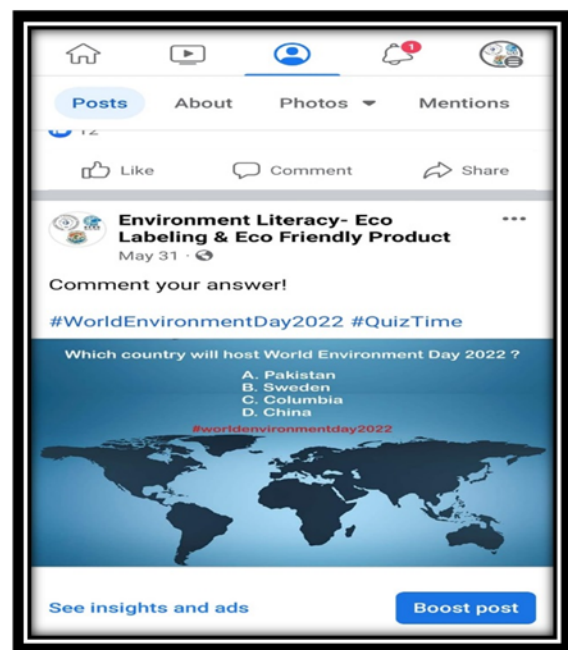 1
Posts About Photos Mentions
12
Like Comment Share
Environment Literacy- Eco
Labeling & Eco Friendly Product
May 31
Comment your answer!
#WorldEnvironmentDay2022 #QuizTime
Which country will host World Environment Day 2022 ?
A. Pakistan
B. Sweden
C. Columbia
D. China
#worldenvironmentday2022
See insights and ads Boost post